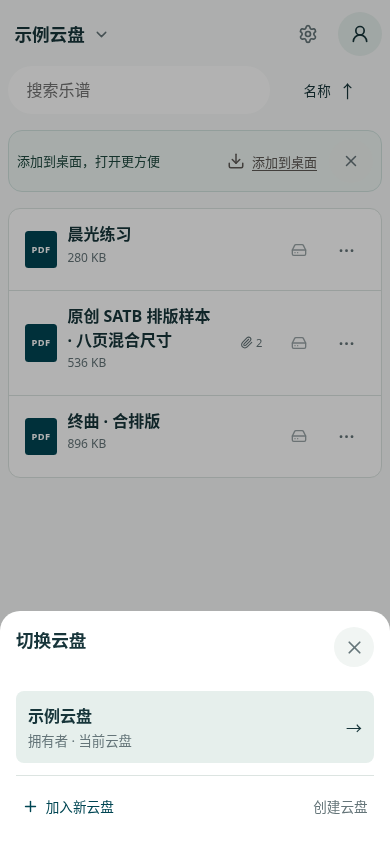 示例云盘
搜索乐谱
名称 ↑
添加到桌面，打开更方便
添加到桌面
PDF
晨光练习
280 KB
PDF
原创 SATB 排版样本
· 八页混合尺寸
536 KB
2
PDF
终曲 · 合排版
896 KB
切换云盘
示例云盘
拥有者 · 当前云盘
→
+ 加入新云盘
创建云盘